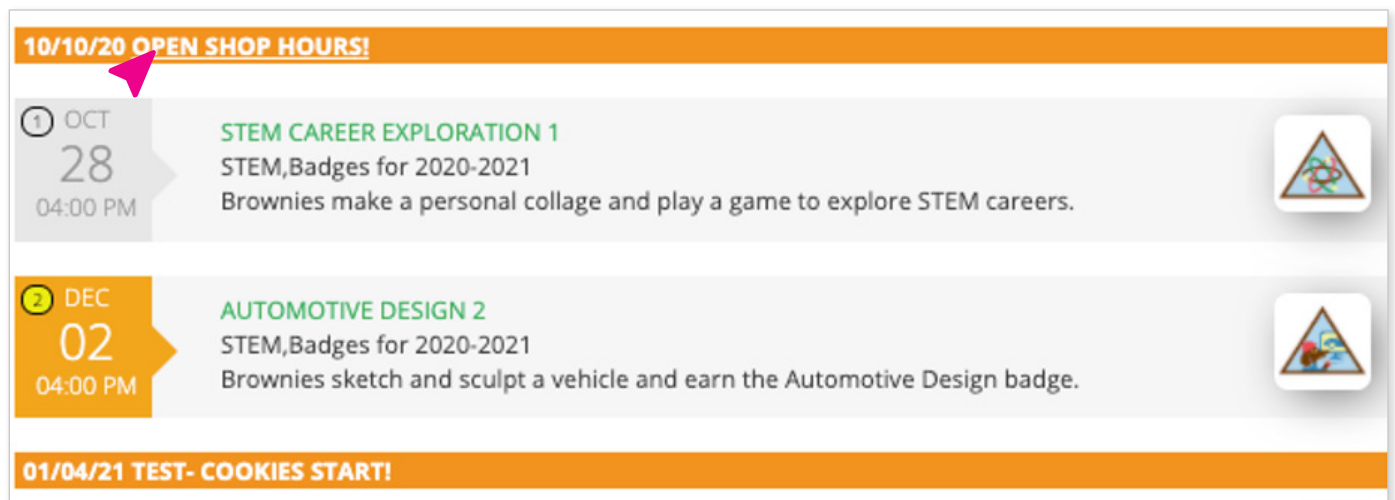 10/10/20 OPEN SHOP HOURS!
1 OCT
28
04:00 PM
STEM CAREER EXPLORATION 1
STEM,Badges for 2020-2021
Brownies make a personal collage and play a game to explore STEM careers.
2 DEC
02
04:00 PM
AUTOMOTIVE DESIGN 2
STEM,Badges for 2020-2021
Brownies sketch and sculpt a vehicle and earn the Automotive Design badge.
01/04/21 TEST- COOKIES START!